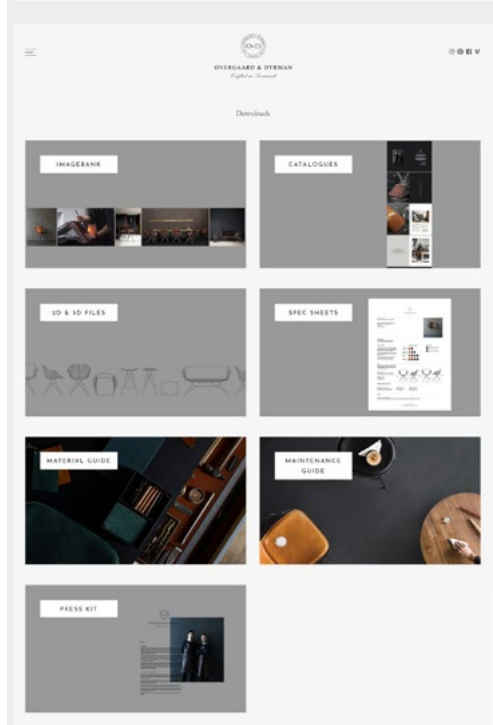 OVERGAARD & DYRMAN
Crafted in Denmark
Downloads
IMAGEBANK
CATALOGUES
2D & 3D FILES
SPEC SHEETS
MATERIAL GUIDE
MAINTENANCE
GUIDE
PRESS KIT